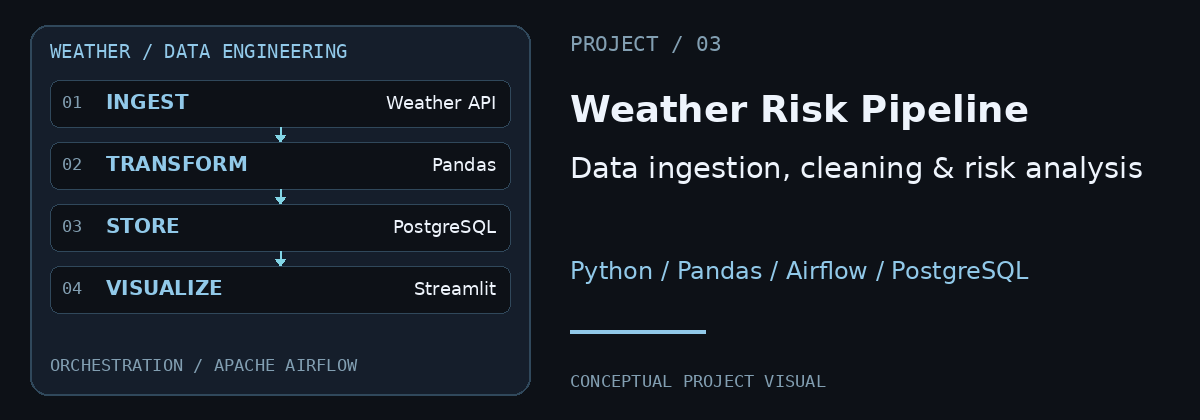 WEATHER / DATA ENGINEERING
01 INGEST Weather API
02 TRANSFORM Pandas
03 STORE PostgreSQL
04 VISUALIZE Streamlit
ORCHESTRATION / APACHE AIRFLOW
PROJECT / 03
Weather Risk Pipeline
Data ingestion, cleaning & risk analysis
Python / Pandas / Airflow / PostgreSQL
CONCEPTUAL PROJECT VISUAL